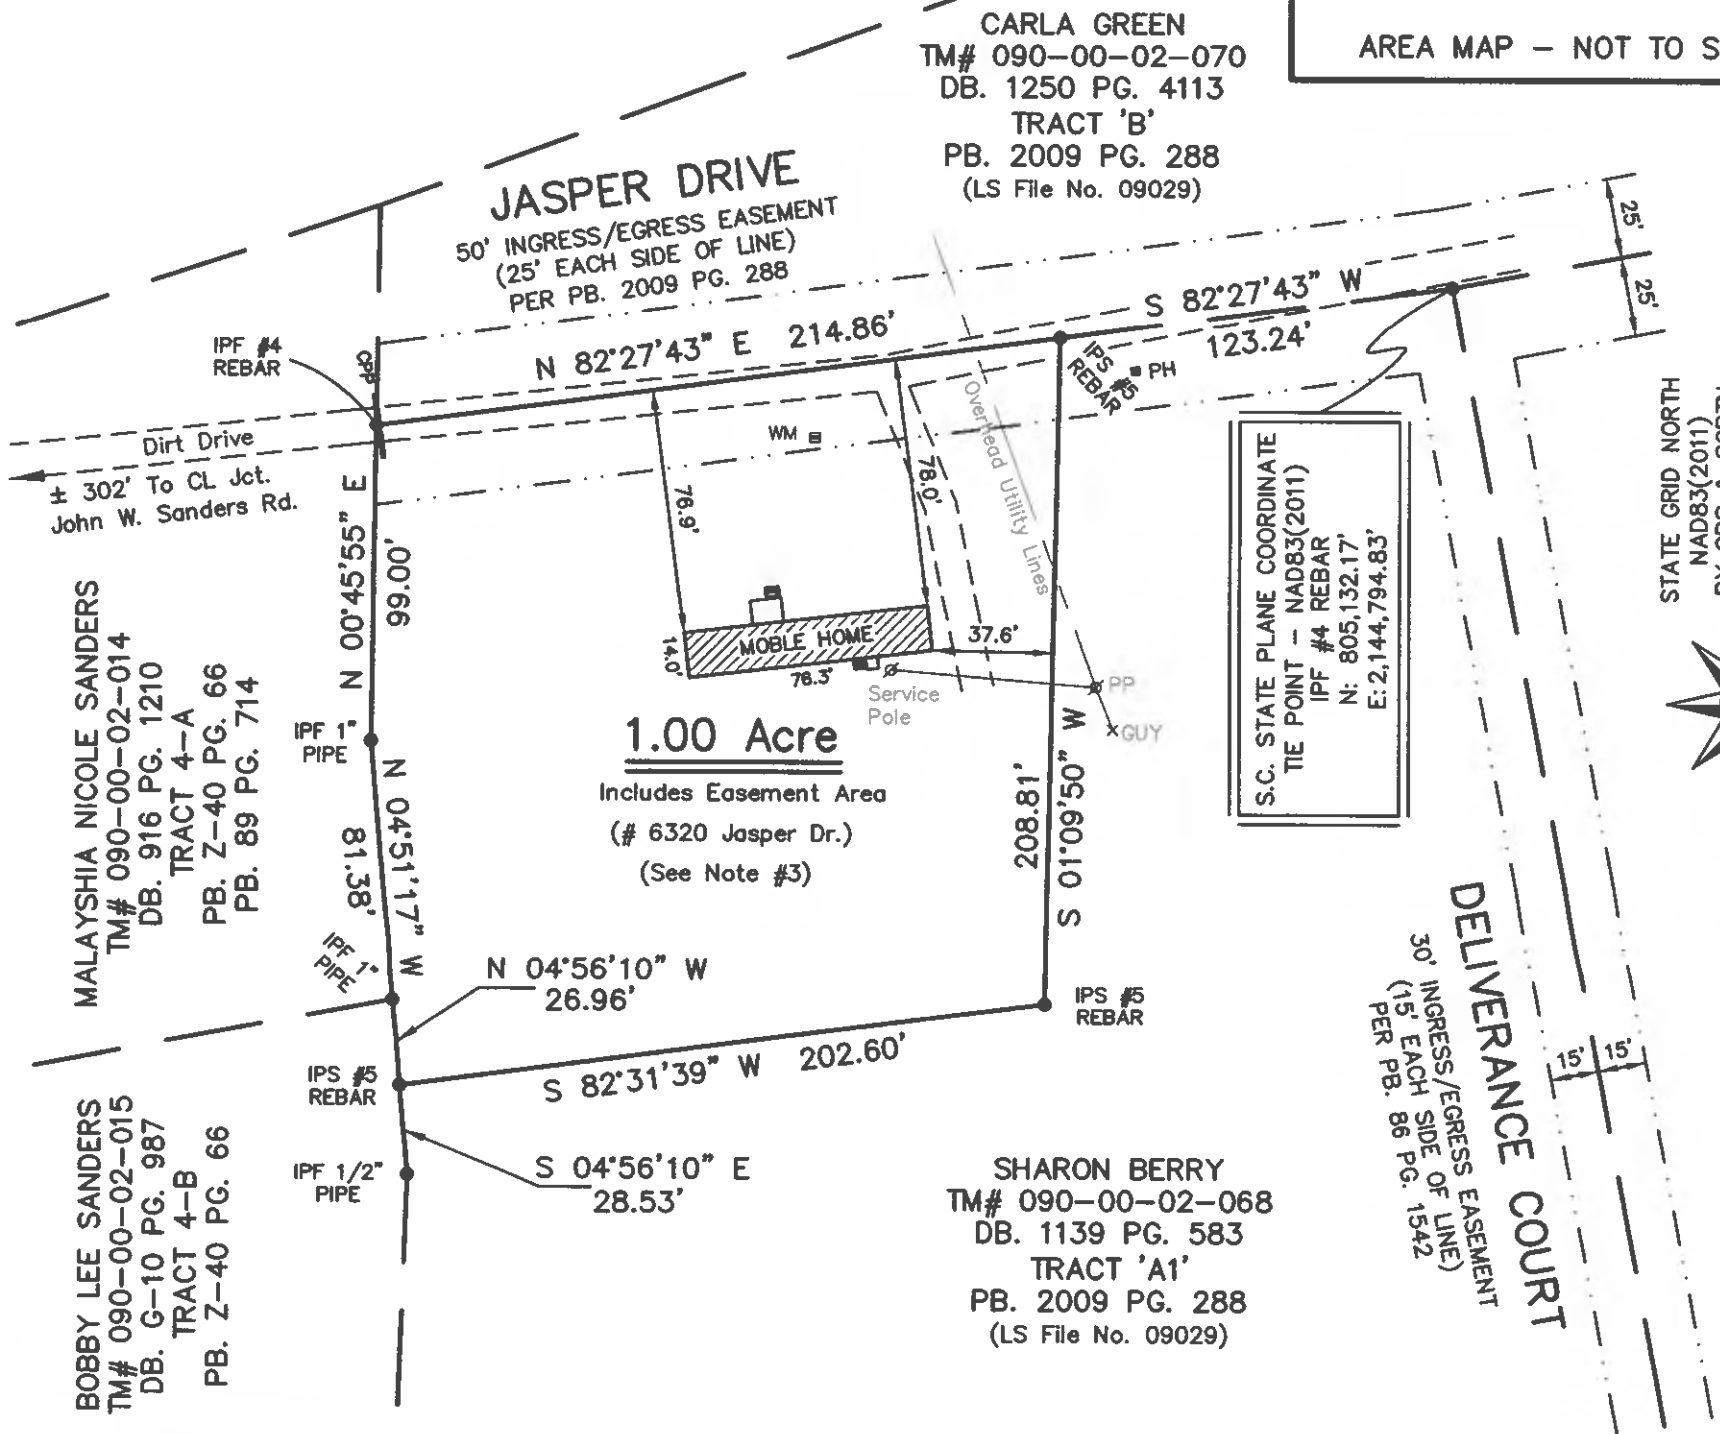 CARLA GREEN
TM# 090-00-02-070
DB. 1250 PG. 4113
TRACT 'B'
PB. 2009 PG. 288
(LS File No. 09029)
AREA MAP - NOT TO S
JASPER DRIVE
50' INGRESS/EGRESS EASEMENT
(25' EACH SIDE OF LINE)
PER PB. 2009 PG. 288
25'
25'
IPF #4
REBAR
CPP
N 82°27'43" E 214.86'
S 82°27'43" W
123.24'
IPS #5
REBAR
PH
Dirt Drive
± 302' To CL Jct.
John W. Sanders Rd.
WM
76.9'
78.0'
Overhead Utility Lines
N 00°45'55" E
99.00'
MOBLE HOME
14.0'
76.3'
37.6'
Service
Pole
PP
GUY
S.C. STATE PLANE COORDINATE
TIE POINT - NAD83(2011)
IPF #4 REBAR
N: 805,132.17'
E: 2,144,794.83'
STATE GRID NORTH
NAD83(2011)
MALAYSHIA NICOLE SANDERS
TM# 090-00-02-014
DB. 916 PG. 1210
TRACT 4-A
PB. Z-40 PG. 66
PB. 89 PG. 714
IPF 1"
PIPE
1.00 Acre
Includes Easement Area
(# 6320 Jasper Dr.)
(See Note #3)
N 04°51'17" W
81.38'
208.81'
S 01°09'50" W
IPF 1"
PIPE
N 04°56'10" W
26.96'
IPS #5
REBAR
IPS #5
REBAR
S 82°31'39" W 202.60'
DELIVERANCE COURT
30' INGRESS/EGRESS EASEMENT
(15' EACH SIDE OF LINE)
PER PB. 86 PG. 1542
15'
15'
BOBBY LEE SANDERS
TM# 090-00-02-015
DB. G-10 PG. 987
TRACT 4-B
PB. Z-40 PG. 66
IPF 1/2"
PIPE
S 04°56'10" E
28.53'
SHARON BERRY
TM# 090-00-02-068
DB. 1139 PG. 583
TRACT 'A1'
PB. 2009 PG. 288
(LS File No. 09029)